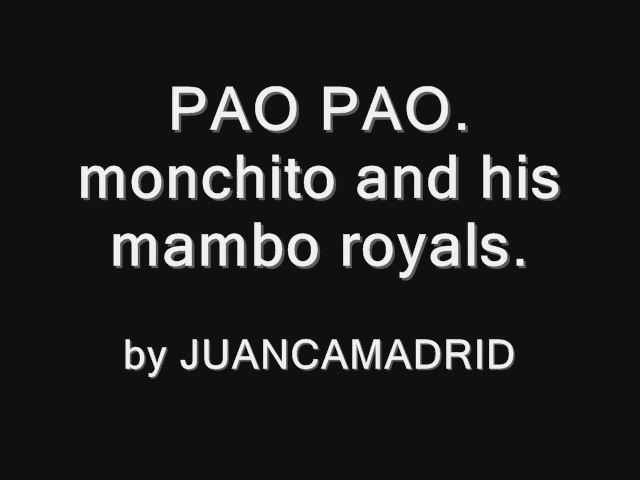 PAO PAO.
monchito and his
mambo royals.
by JUANCAMADRID